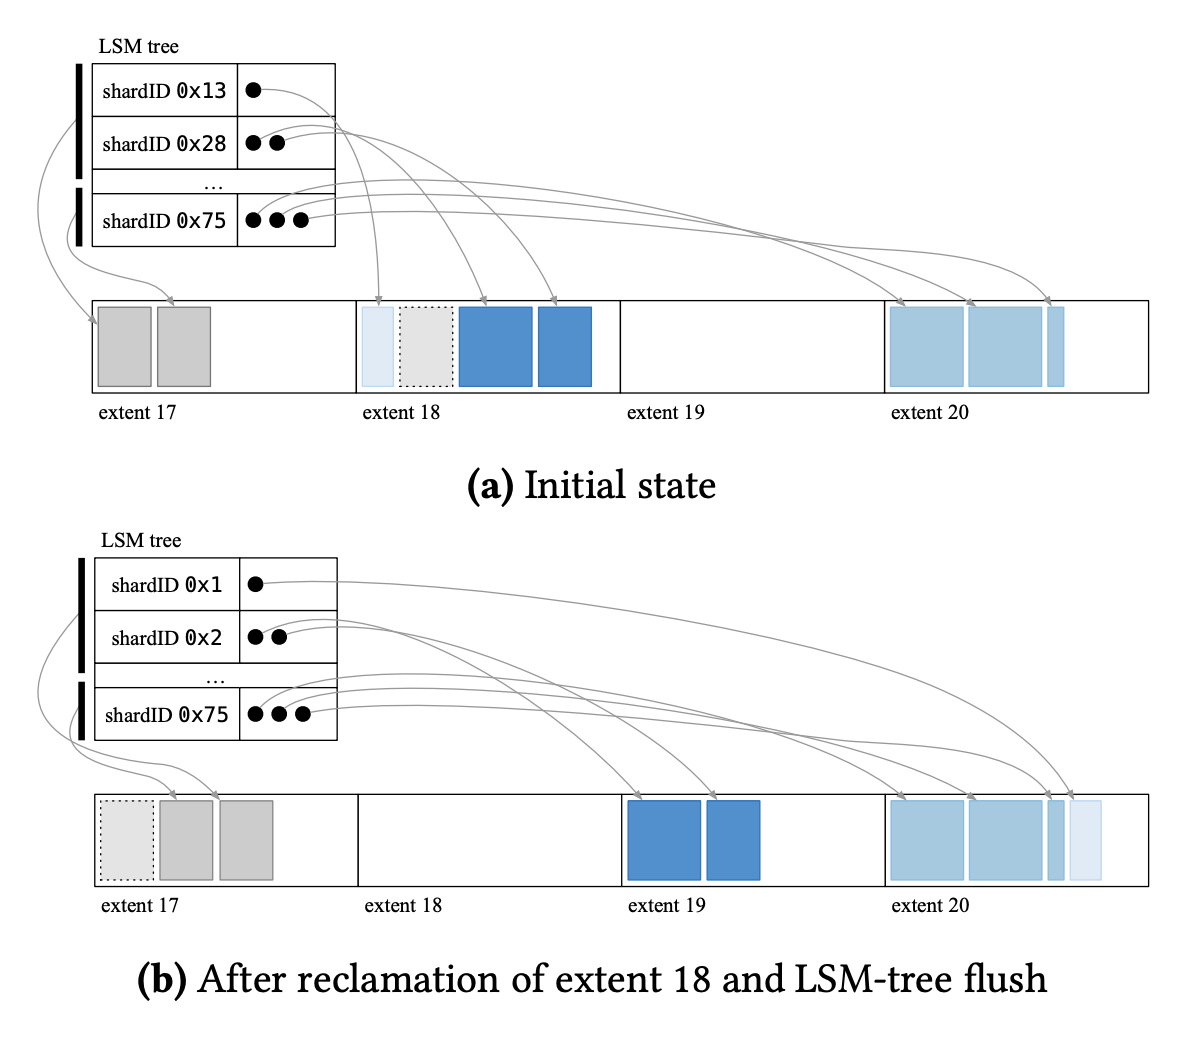 LSM tree
shardID 0x13
shardID 0x28
...
shardID 0x75
extent 17 extent 18 extent 19 extent 20
(a) Initial state
LSM tree
shardID 0x1
shardID 0x2
...
shardID 0x75
extent 17 extent 18 extent 19 extent 20
(b) After reclamation of extent 18 and LSM-tree flush